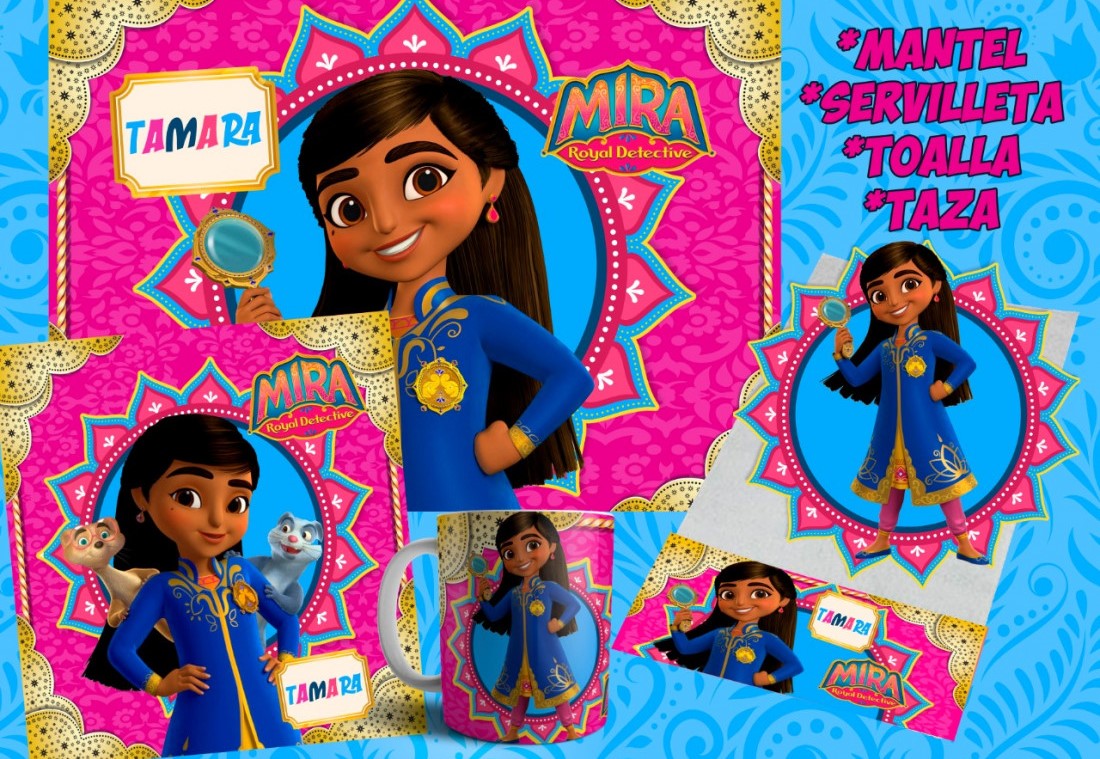 *MANTEL
*SERVILLETA
*TOALLA
*TAZA
TAMARA
MIRA
Royal Detective
MIRA
Royal Detective
TAMARA
TAMARA
MIRA
Royal Detective